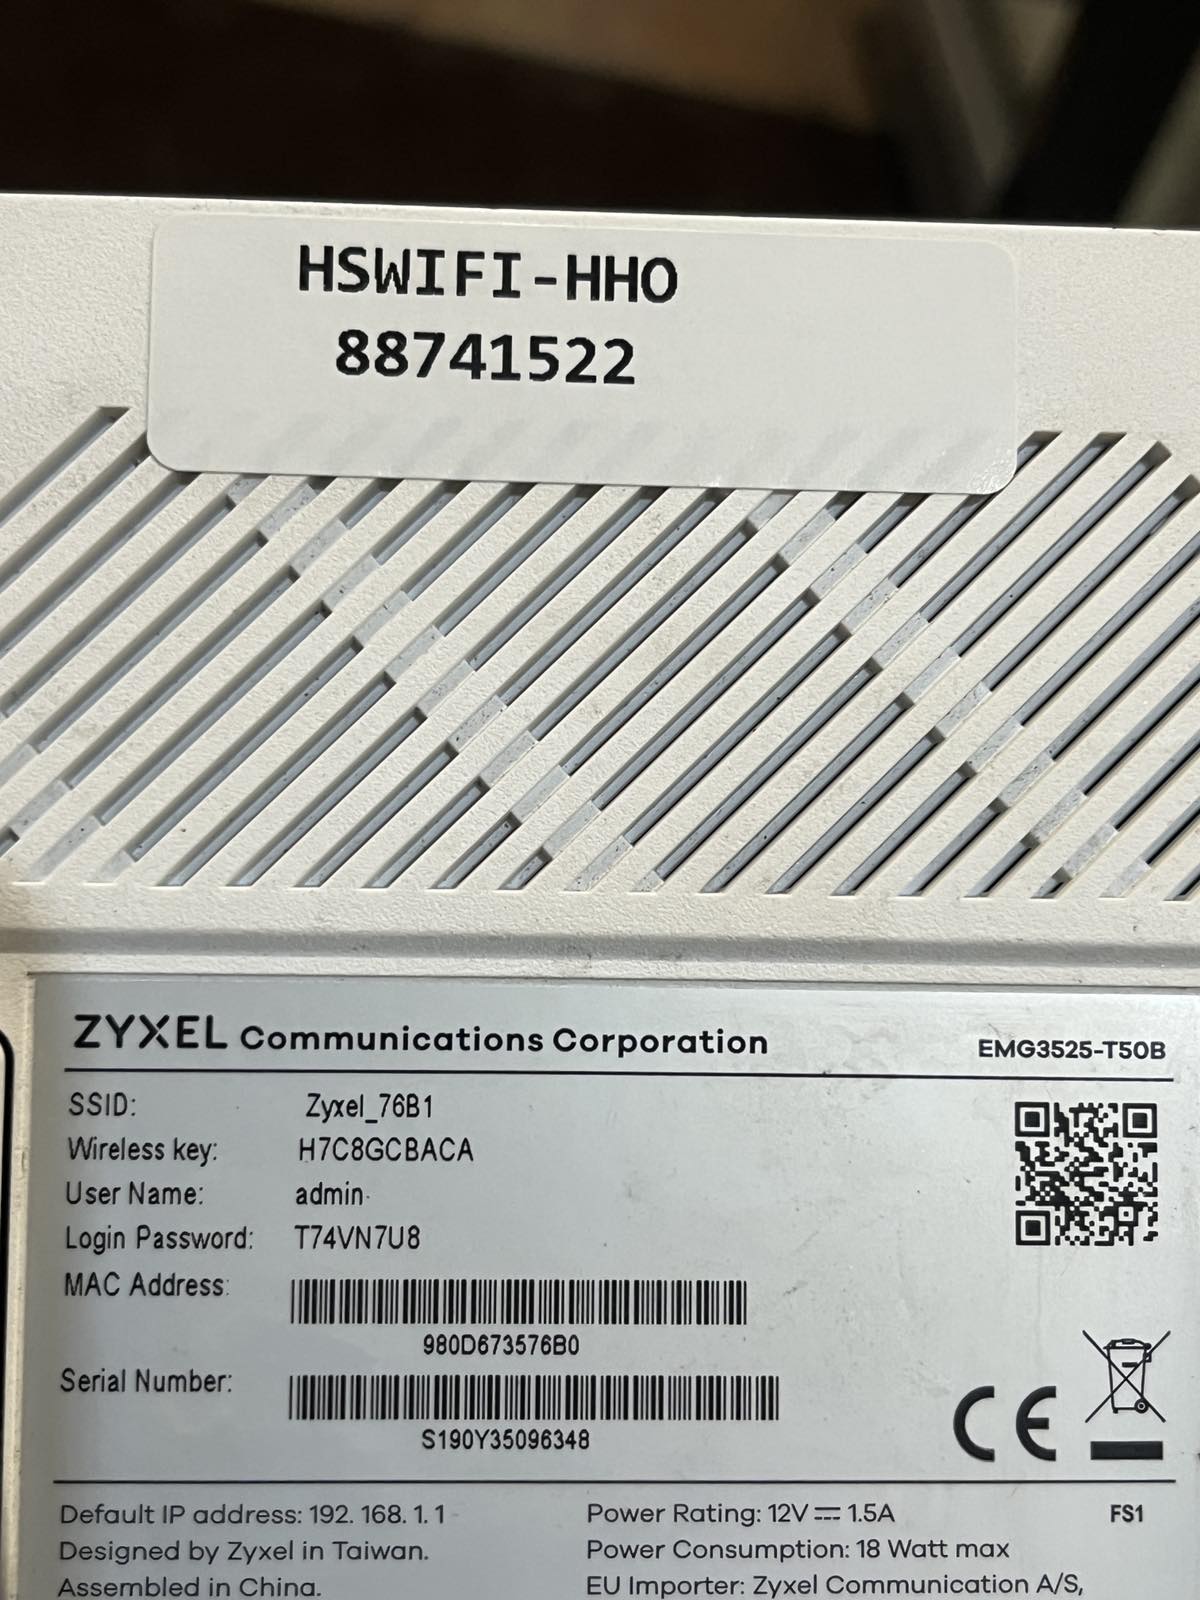 HSWIFI-HHO
88741522
ZYXEL Communications Corporation EMG3525-T50B
SSID: Zyxel_76B1
Wireless key: H7C8GCBACA
User Name: admin
Login Password: T74VN7U8
MAC Address:
980D673576B0
Serial Number:
S190Y35096348
CE
Default IP address: 192. 168. 1. 1 Power Rating: 12V ⎓ 1.5A FS1
Designed by Zyxel in Taiwan. Power Consumption: 18 Watt max
Assembled in China. EU Importer: Zyxel Communication A/S,